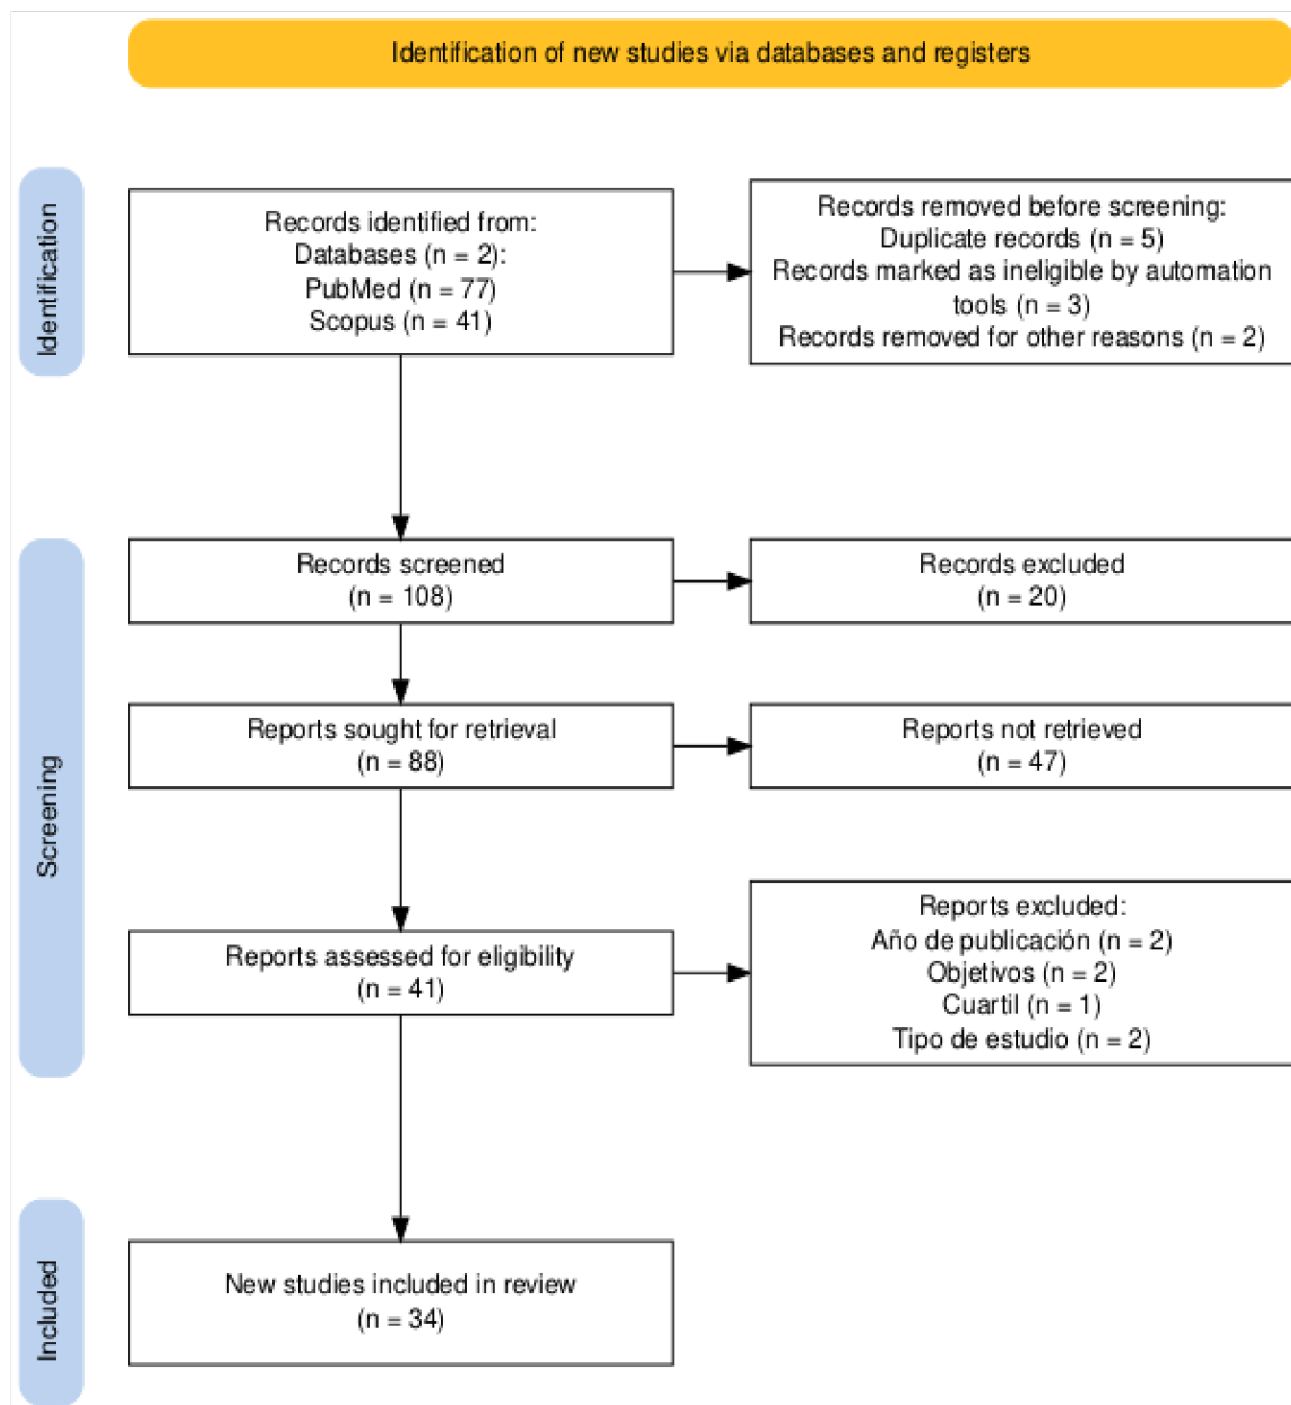 Identification of new studies via databases and registers
Identification
Records identified from:
Databases (n = 2):
PubMed (n = 77)
Scopus (n = 41)
Records removed before screening:
Duplicate records (n = 5)
Records marked as ineligible by automation
tools (n = 3)
Records removed for other reasons (n = 2)
Screening
Records screened
(n = 108)
Records excluded
(n = 20)
Reports sought for retrieval
(n = 88)
Reports not retrieved
(n = 47)
Reports assessed for eligibility
(n = 41)
Reports excluded:
Año de publicación (n = 2)
Objetivos (n = 2)
Cuartil (n = 1)
Tipo de estudio (n = 2)
Included
New studies included in review
(n = 34)